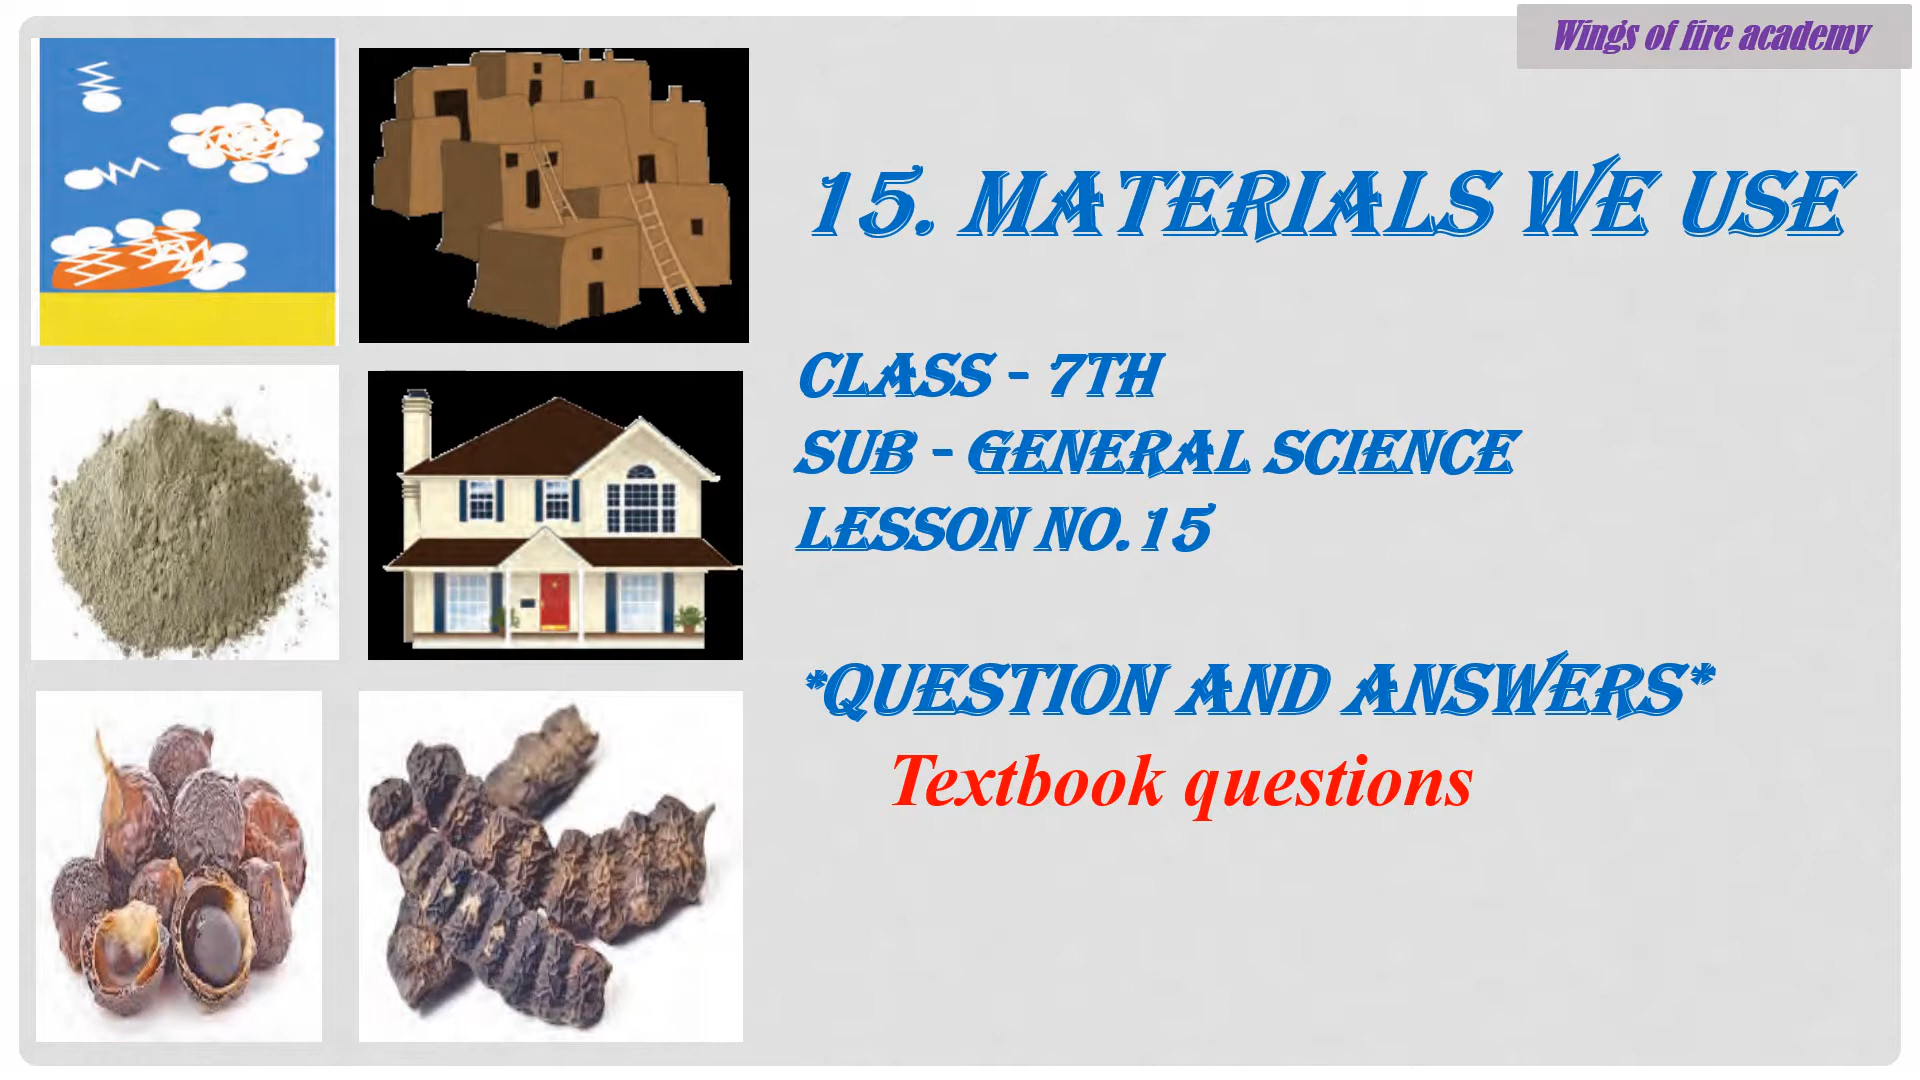 Wings of fire academy
15. MATERIALS WE USE
CLASS - 7TH
SUB - GENERAL SCIENCE
LESSON NO.15
*QUESTION AND ANSWERS*
Textbook questions